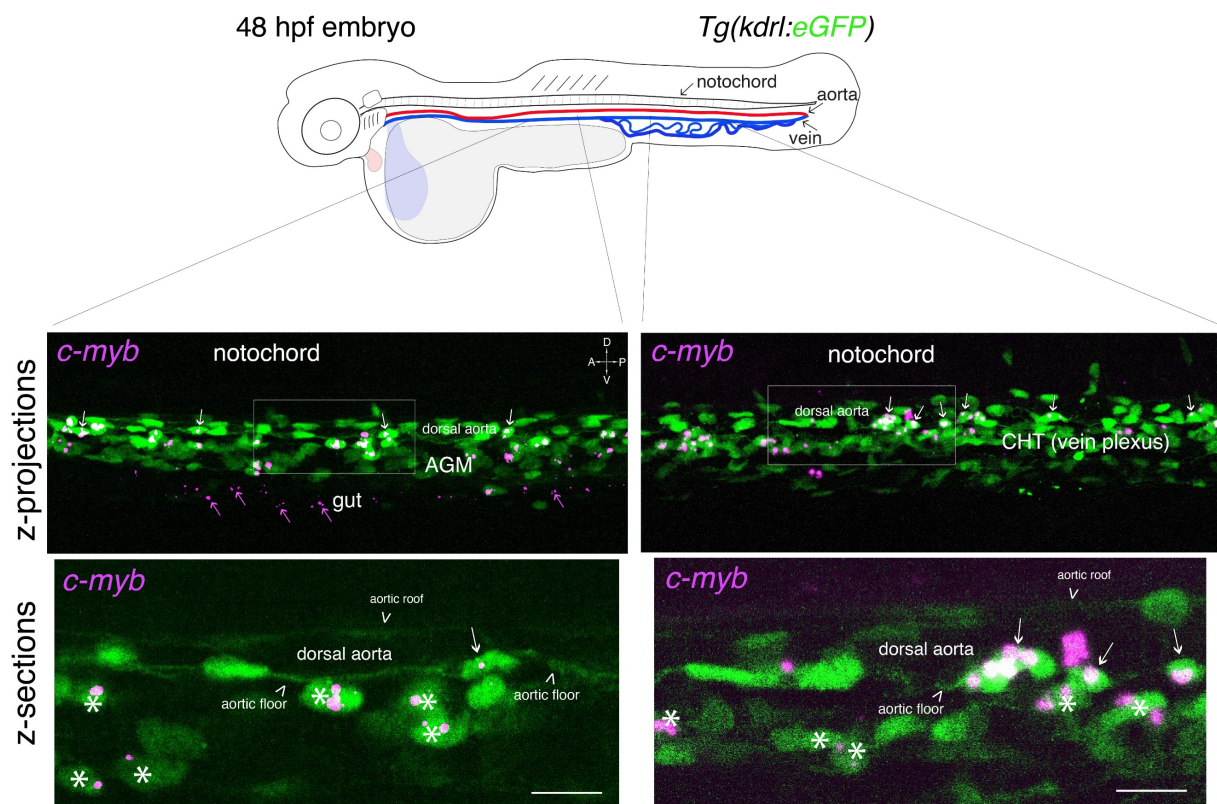 48 hpf embryo
Tg(kdrl:eGFP)
notochord
aorta
vein
z-projections
c-myb
notochord
D
A P
V
dorsal aorta
AGM
gut
c-myb
notochord
dorsal aorta
CHT (vein plexus)
z-sections
c-myb
aortic roof
dorsal aorta
aortic floor
aortic floor
c-myb
aortic roof
dorsal aorta
aortic floor